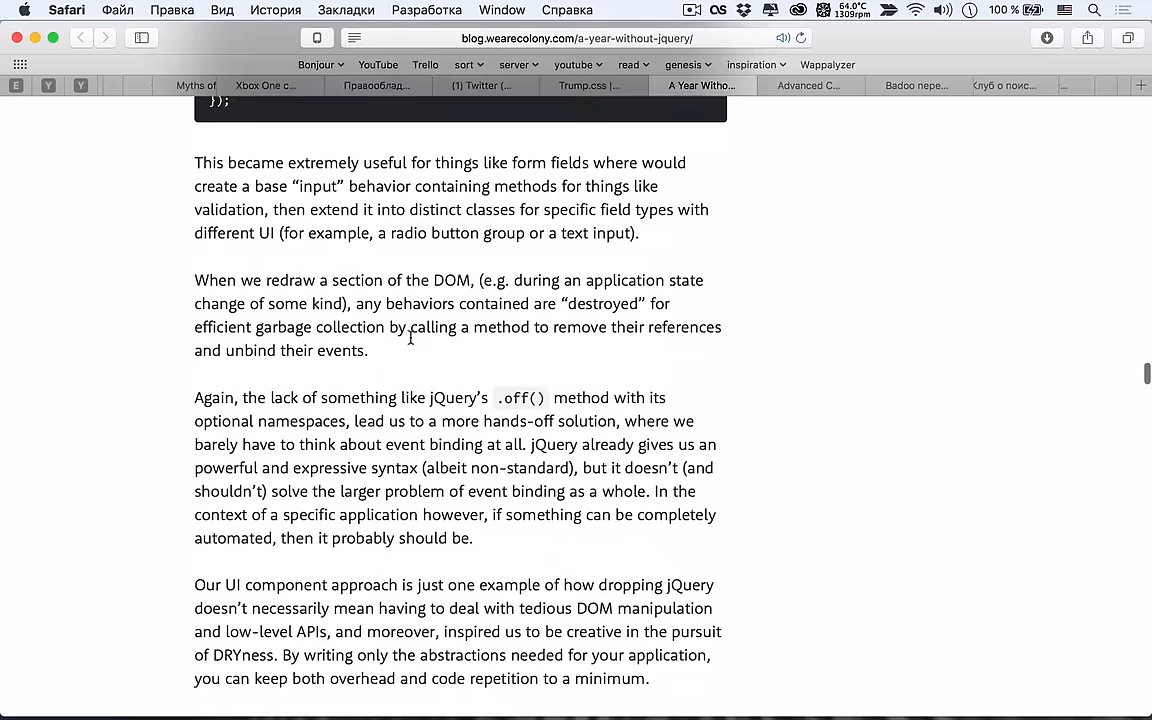 Safari Файл Правка Вид История Закладки Разработка Window Справка OS 64.0°C 1309rpm 100 %
blog.wearecolony.com/a-year-without-jquery/
Bonjour YouTube Trello sort server youtube read genesis inspiration Wappalyzer
E Y Y Myths of Xbox One c... Правооблад... (1) Twitter (... Trump.css |... A Year Witho... Advanced C... Badoo пере... Клуб о поис... ...
});
This became extremely useful for things like form fields where would
create a base “input” behavior containing methods for things like
validation, then extend it into distinct classes for specific field types with
different UI (for example, a radio button group or a text input).
When we redraw a section of the DOM, (e.g. during an application state
change of some kind), any behaviors contained are “destroyed” for
efficient garbage collection by calling a method to remove their references
and unbind their events.
Again, the lack of something like jQuery’s .off() method with its
optional namespaces, lead us to a more hands-off solution, where we
barely have to think about event binding at all. jQuery already gives us an
powerful and expressive syntax (albeit non-standard), but it doesn’t (and
shouldn’t) solve the larger problem of event binding as a whole. In the
context of a specific application however, if something can be completely
automated, then it probably should be.
Our UI component approach is just one example of how dropping jQuery
doesn’t necessarily mean having to deal with tedious DOM manipulation
and low-level APIs, and moreover, inspired us to be creative in the pursuit
of DRYness. By writing only the abstractions needed for your application,
you can keep both overhead and code repetition to a minimum.